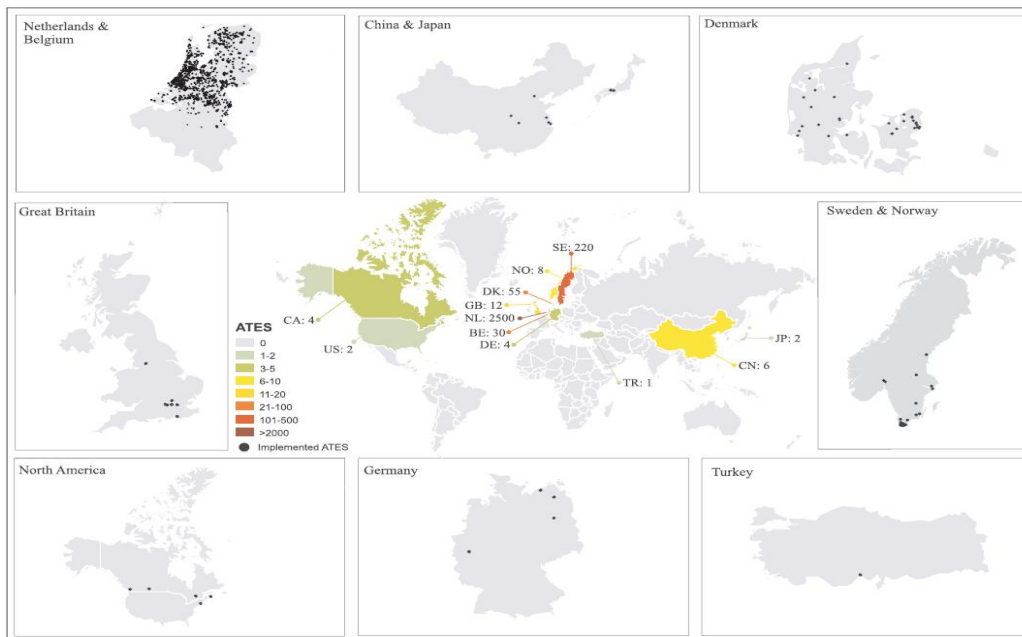 Netherlands &
Belgium
China & Japan
Denmark
Great Britain
Sweden & Norway
SE: 220
NO: 8
DK: 55
GB: 12
NL: 2500
BE: 30
DE: 4
CA: 4
US: 2
TR: 1
JP: 2
CN: 6
ATES
0
1-2
3-5
6-10
11-20
21-100
101-500
>2000
Implemented ATES
North America
Germany
Turkey